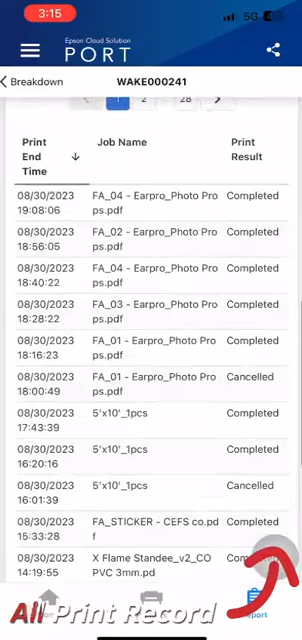 3:15
5G
Epson Cloud Solution
PORT
Breakdown
WAKE000241
1 2 28
Print End Time Job Name Print Result
08/30/2023 19:08:06 FA_04 - Earpro_Photo Props.pdf Completed
08/30/2023 18:56:05 FA_02 - Earpro_Photo Props.pdf Completed
08/30/2023 18:40:22 FA_04 - Earpro_Photo Props.pdf Completed
08/30/2023 18:28:22 FA_03 - Earpro_Photo Props.pdf Completed
08/30/2023 18:16:23 FA_01 - Earpro_Photo Props.pdf Completed
08/30/2023 18:00:49 FA_01 - Earpro_Photo Props.pdf Cancelled
08/30/2023 17:43:39 5'x10'_1pcs Completed
08/30/2023 16:20:16 5'x10'_1pcs Completed
08/30/2023 16:01:39 5'x10'_1pcs Cancelled
08/30/2023 15:33:28 FA_STICKER - CEFS co.pdf Completed
08/30/2023 14:19:55 X Flame Standee_v2_CO PVC 3mm.pd
All Print Record